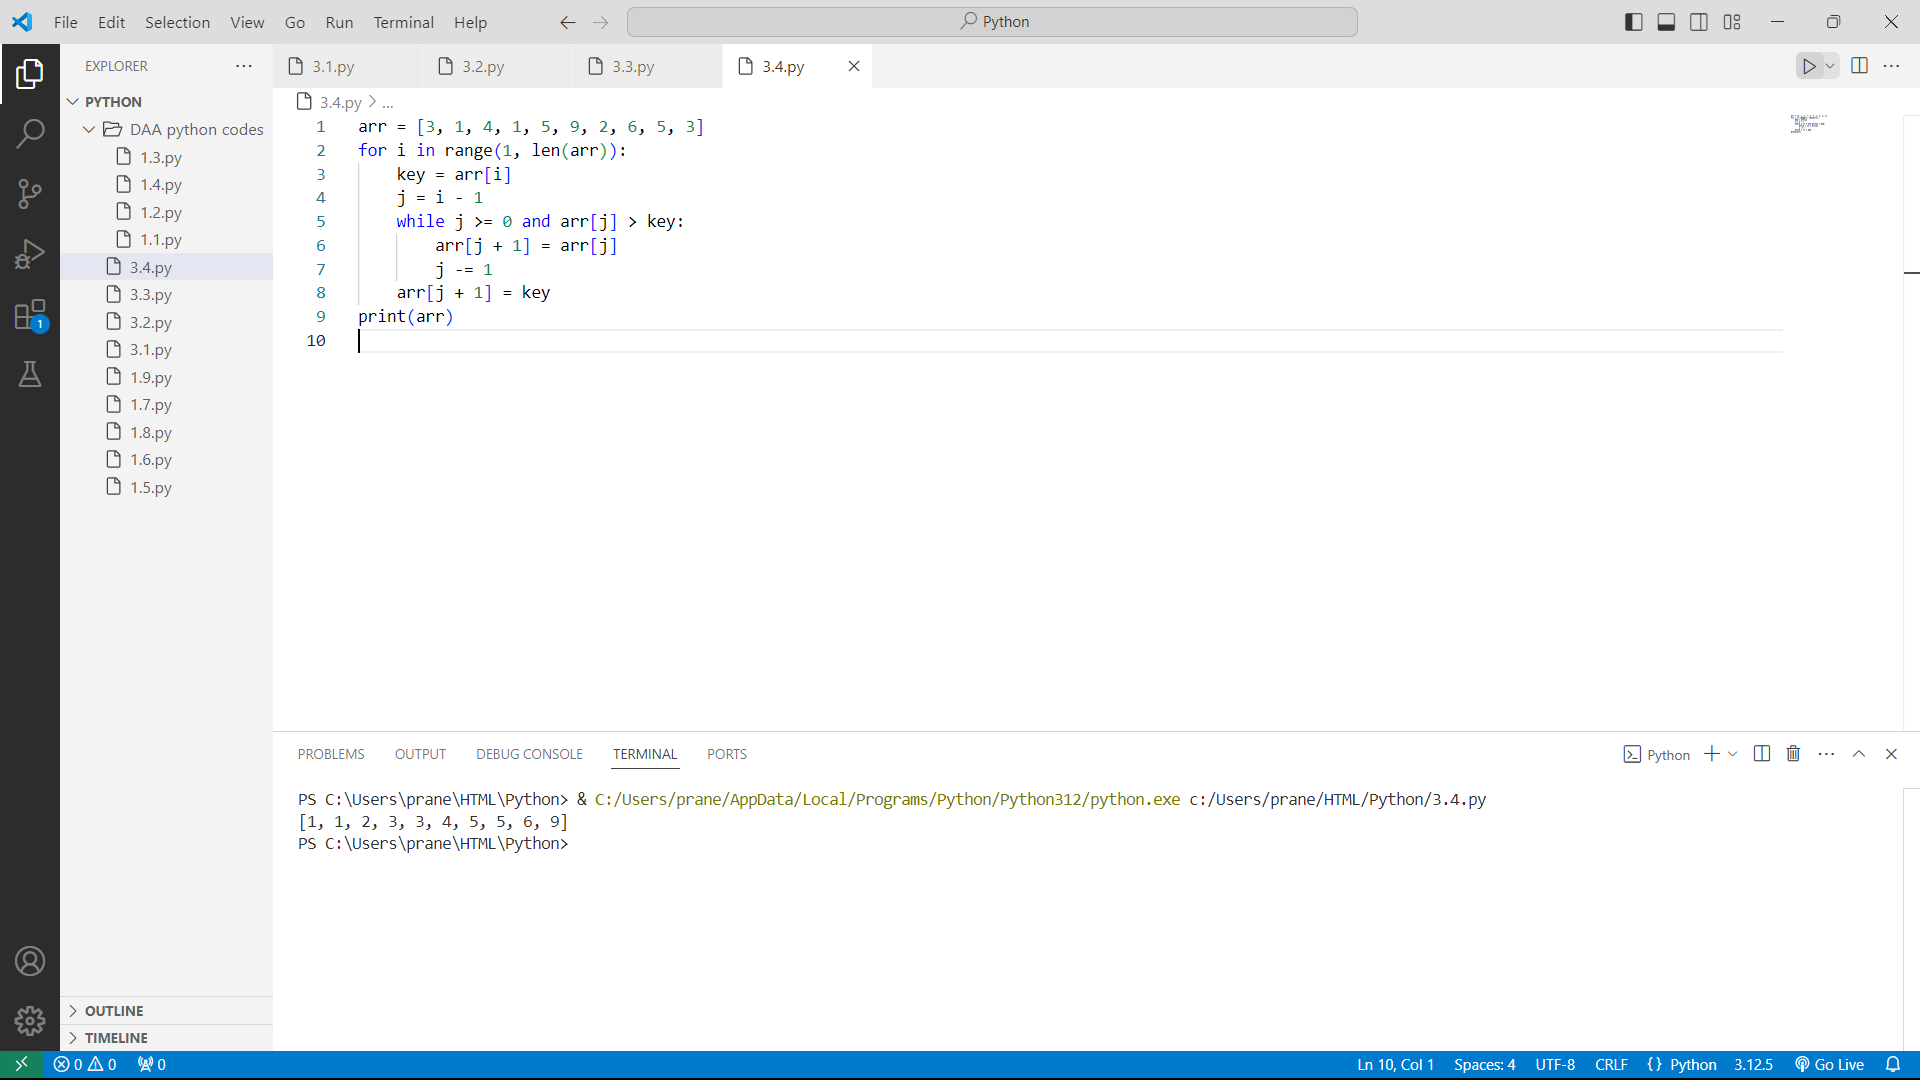 File Edit Selection View Go Run Terminal Help
Python
EXPLORER
PYTHON
DAA python codes
1.3.py
1.4.py
1.2.py
1.1.py
3.4.py
3.3.py
3.2.py
3.1.py
1.9.py
1.7.py
1.8.py
1.6.py
1.5.py
OUTLINE
TIMELINE
3.1.py 3.2.py 3.3.py 3.4.py
3.4.py > ...
1 arr = [3, 1, 4, 1, 5, 9, 2, 6, 5, 3]
2 for i in range(1, len(arr)):
3     key = arr[i]
4     j = i - 1
5     while j >= 0 and arr[j] > key:
6         arr[j + 1] = arr[j]
7         j -= 1
8     arr[j + 1] = key
9 print(arr)
10
PROBLEMS OUTPUT DEBUG CONSOLE TERMINAL PORTS
Python
PS C:\Users\prane\HTML\Python> & C:/Users/prane/AppData/Local/Programs/Python/Python312/python.exe c:/Users/prane/HTML/Python/3.4.py
[1, 1, 2, 3, 3, 4, 5, 5, 6, 9]
PS C:\Users\prane\HTML\Python>
1
0 0 0
Ln 10, Col 1 Spaces: 4 UTF-8 CRLF {} Python 3.12.5 Go Live